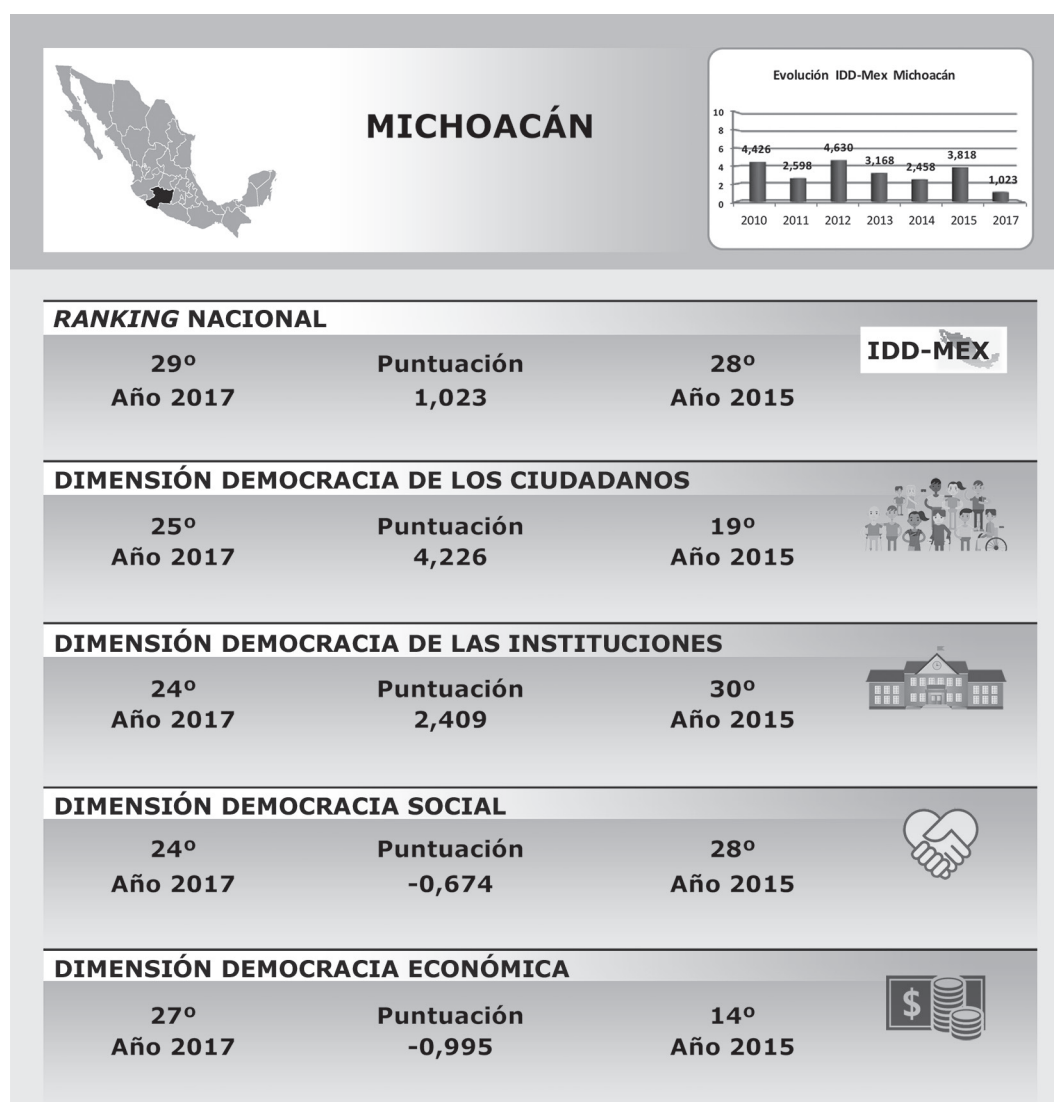 MICHOACÁN
Evolución IDD-Mex Michoacán
10
8
6
4
2
0
4,426
2,598
4,630
3,168
2,458
3,818
1,023
2010 2011 2012 2013 2014 2015 2017
RANKING NACIONAL
IDD-MEX
29º Puntuación 28º
Año 2017 1,023 Año 2015
DIMENSIÓN DEMOCRACIA DE LOS CIUDADANOS
25º Puntuación 19º
Año 2017 4,226 Año 2015
DIMENSIÓN DEMOCRACIA DE LAS INSTITUCIONES
24º Puntuación 30º
Año 2017 2,409 Año 2015
DIMENSIÓN DEMOCRACIA SOCIAL
24º Puntuación 28º
Año 2017 -0,674 Año 2015
DIMENSIÓN DEMOCRACIA ECONÓMICA
$
27º Puntuación 14º
Año 2017 -0,995 Año 2015